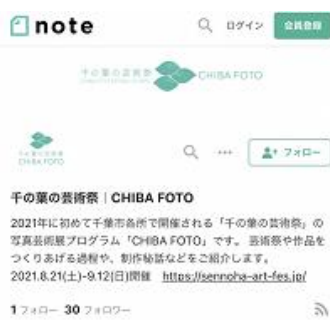 note ログイン 会員登録
千の葉の芸術祭 CHIBA FOTO
千の葉の芸術祭
CHIBA FOTO
フォロー
千の葉の芸術祭｜CHIBA FOTO
2021年に初めて千葉市各所で開催される「千の葉の芸術祭」の
写真芸術展プログラム「CHIBA FOTO」です。 芸術祭や作品を
つくりあげる過程や、制作秘話などをご紹介します。
2021.8.21(土)-9.12(日)開催 https://sennoha-art-fes.jp/
1 フォロー 30 フォロワー